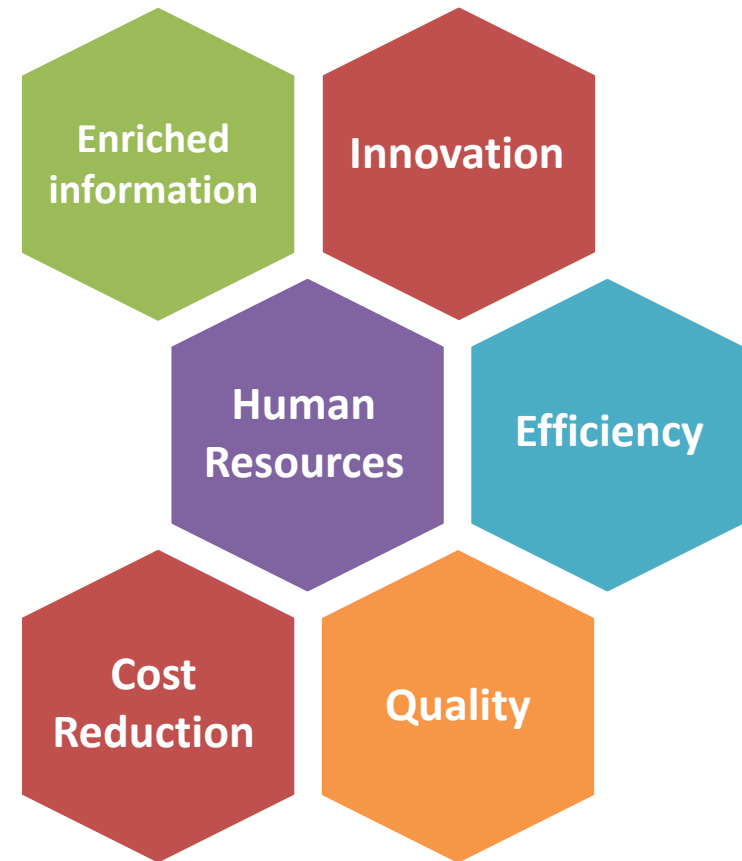 Enriched
information
Innovation
Human
Resources
Efficiency
Cost
Reduction
Quality